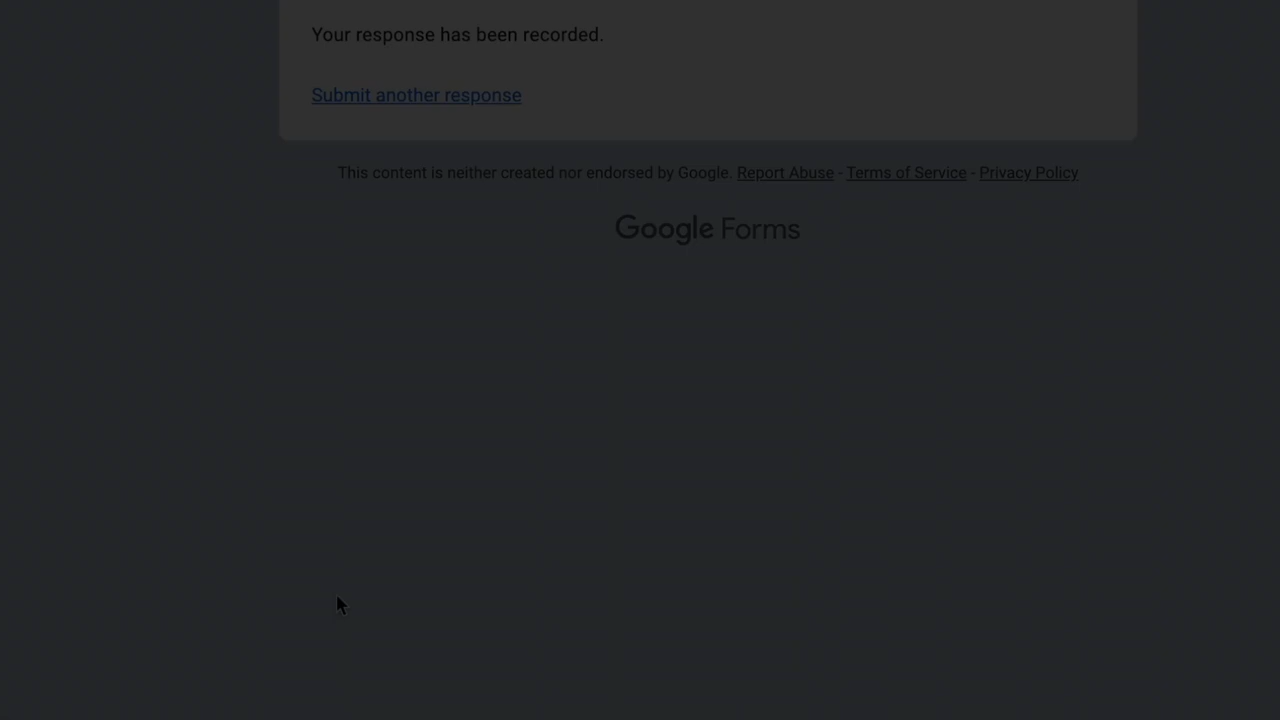 Your response has been recorded.
Submit another response
This content is neither created nor endorsed by Google. Report Abuse - Terms of Service - Privacy Policy
Google Forms